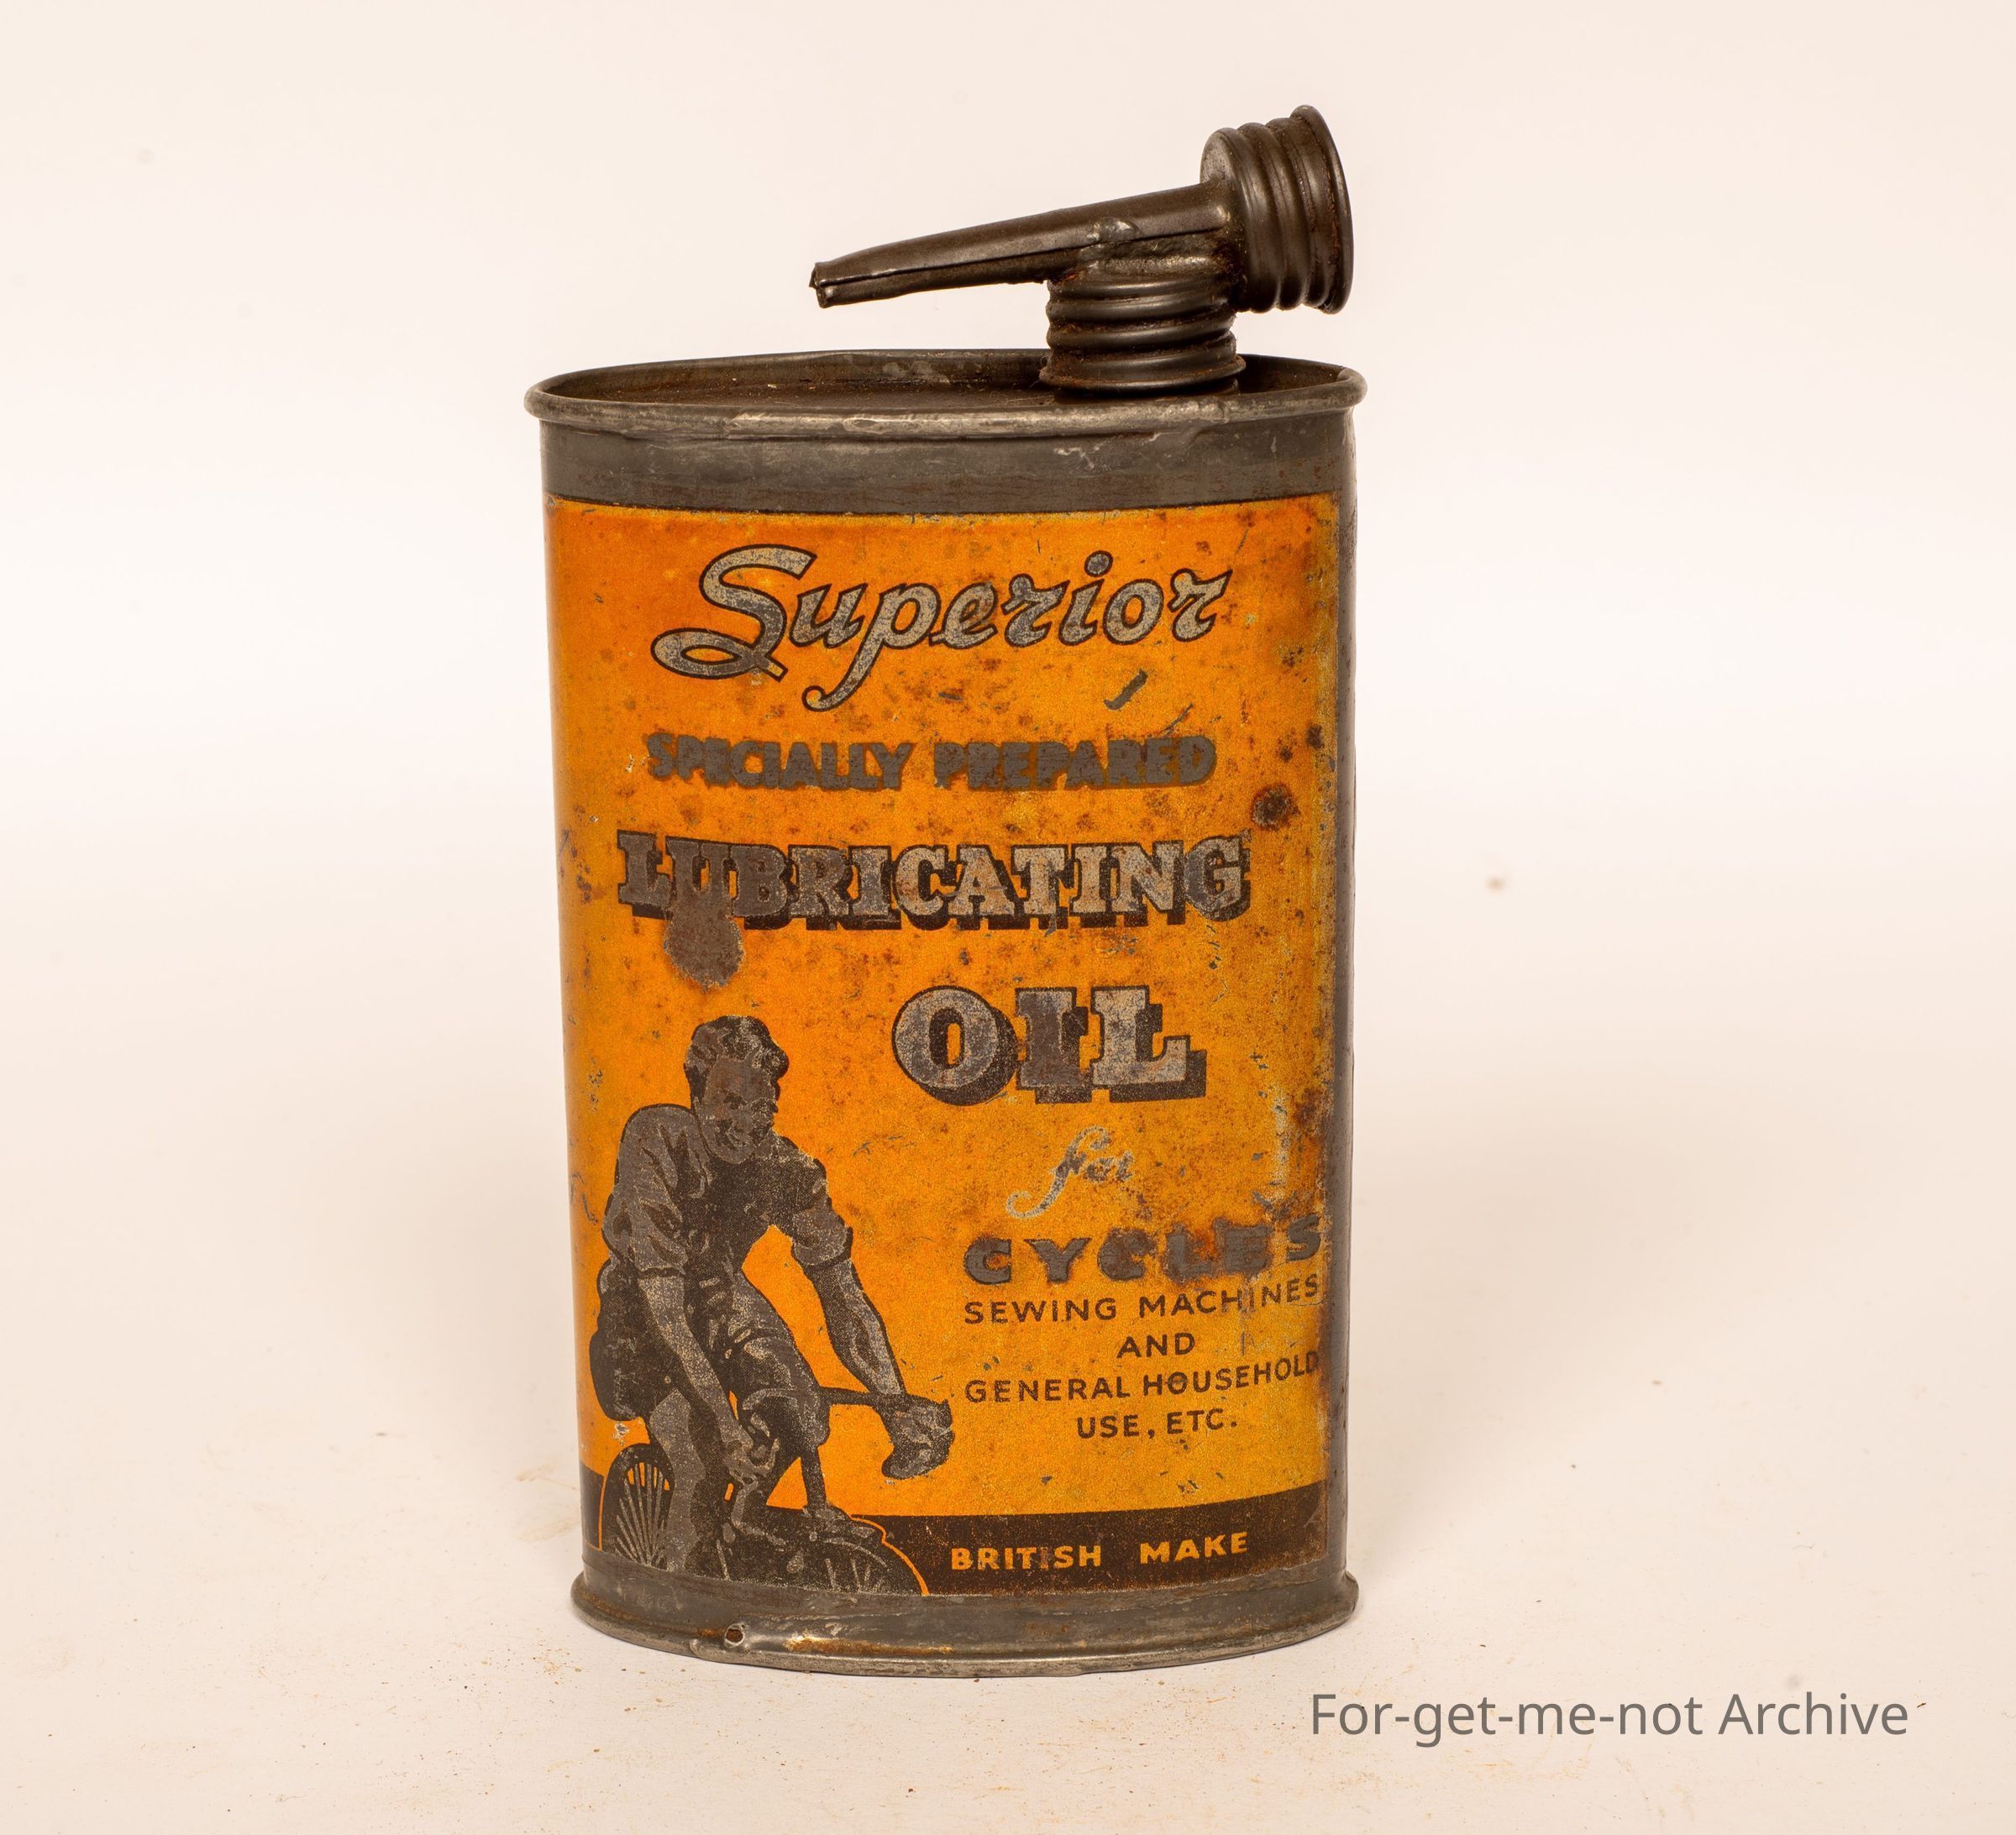 Superior
SPECIALLY PREPARED
LUBRICATING
OIL
for
CYCLES
SEWING MACHINES
AND
GENERAL HOUSEHOLD
USE, ETC.
BRITISH MAKE
For-get-me-not Archive